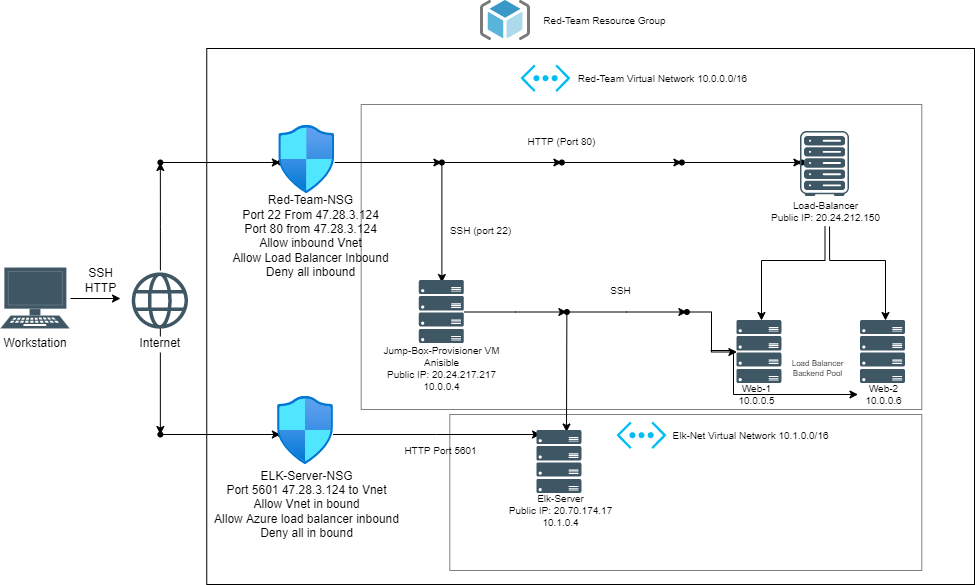 Red-Team Resource Group
Red-Team Virtual Network 10.0.0.0/16
HTTP (Port 80)
Red-Team-NSG
Port 22 From 47.28.3.124
Port 80 from 47.28.3.124
Allow inbound Vnet
Allow Load Balancer Inbound
Deny all inbound
Load-Balancer
Public IP: 20.24.212.150
SSH (port 22)
SSH
HTTP
Workstation
Internet
SSH
Jump-Box-Provisioner VM
Anisible
Public IP: 20.24.217.217
10.0.0.4
Load Balancer
Backend Pool
Web-1
10.0.0.5
Web-2
10.0.0.6
Elk-Net Virtual Network 10.1.0.0/16
HTTP Port 5601
ELK-Server-NSG
Port 5601 47.28.3.124 to Vnet
Allow Vnet in bound
Allow Azure load balancer inbound
Deny all in bound
Elk-Server
Public IP: 20.70.174.17
10.1.0.4